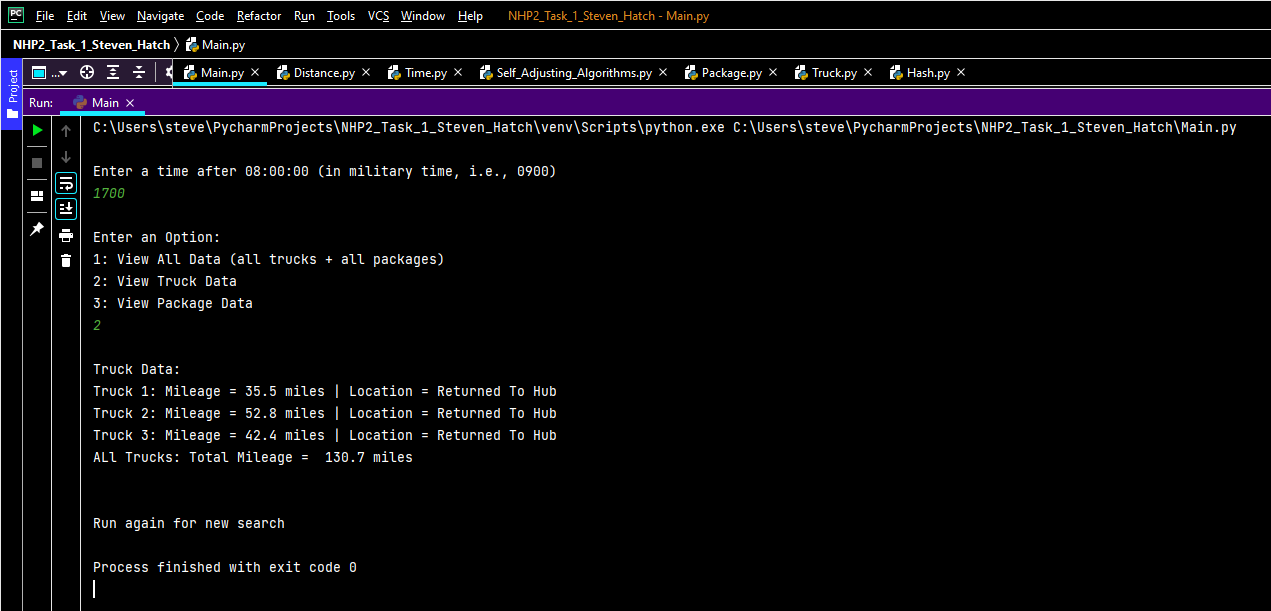 PC File Edit View Navigate Code Refactor Run Tools VCS Window Help NHP2_Task_1_Steven_Hatch - Main.py
NHP2_Task_1_Steven_Hatch Main.py
Project
... Main.py Distance.py Time.py Self_Adjusting_Algorithms.py Package.py Truck.py Hash.py
Run: Main
C:\Users\steve\PycharmProjects\NHP2_Task_1_Steven_Hatch\venv\Scripts\python.exe C:\Users\steve\PycharmProjects\NHP2_Task_1_Steven_Hatch\Main.py
Enter a time after 08:00:00 (in military time, i.e., 0900)
1700
Enter an Option:
1: View All Data (all trucks + all packages)
2: View Truck Data
3: View Package Data
2
Truck Data:
Truck 1: Mileage = 35.5 miles | Location = Returned To Hub
Truck 2: Mileage = 52.8 miles | Location = Returned To Hub
Truck 3: Mileage = 42.4 miles | Location = Returned To Hub
ALl Trucks: Total Mileage =  130.7 miles
Run again for new search
Process finished with exit code 0